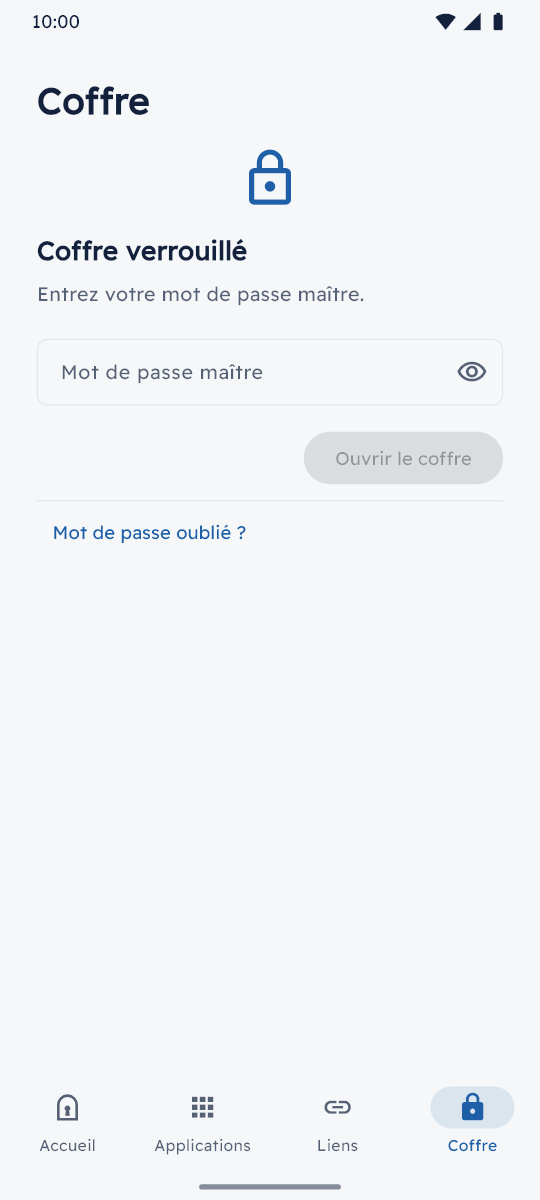 10:00
Coffre
Coffre verrouillé
Entrez votre mot de passe maître.
Mot de passe maître
Ouvrir le coffre
Mot de passe oublié ?
Accueil
Applications
Liens
Coffre